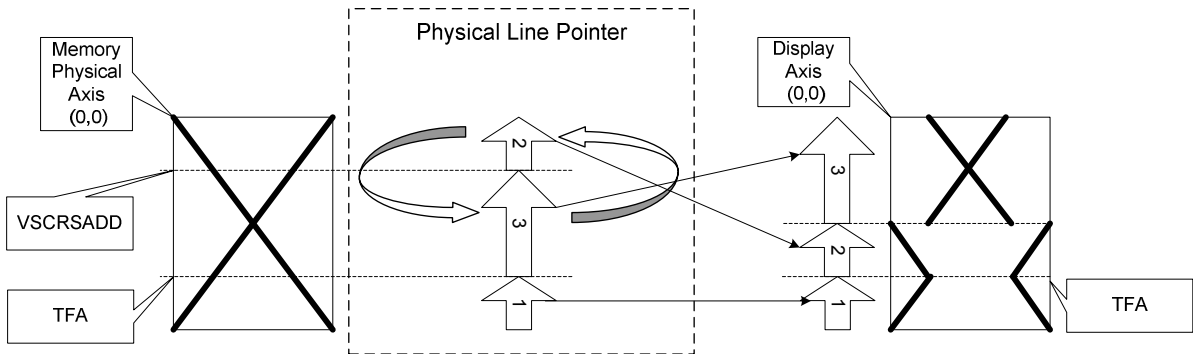 Physical Line Pointer
Memory
Physical
Axis
(0,0)
Display
Axis
(0,0)
VSCRSADD
TFA
2
3
1
3
2
1
TFA